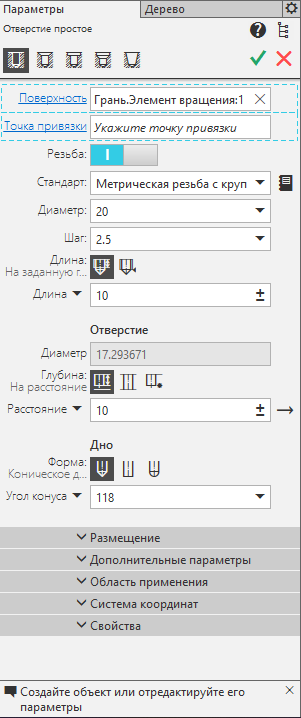 Параметры Дерево
Отверстие простое
Поверхность Грань.Элемент вращения:1
Точка привязки Укажите точку привязки
Резьба:
Стандарт: Метрическая резьба с круп
Диаметр: 20
Шаг: 2.5
Длина:
На заданную г...
Длина 10
Отверстие
Диаметр 17.293671
Глубина:
На расстояние
Расстояние 10
Дно
Форма:
Коническое д...
Угол конуса 118
Размещение
Дополнительные параметры
Область применения
Система координат
Свойства
Создайте объект или отредактируйте его
параметры